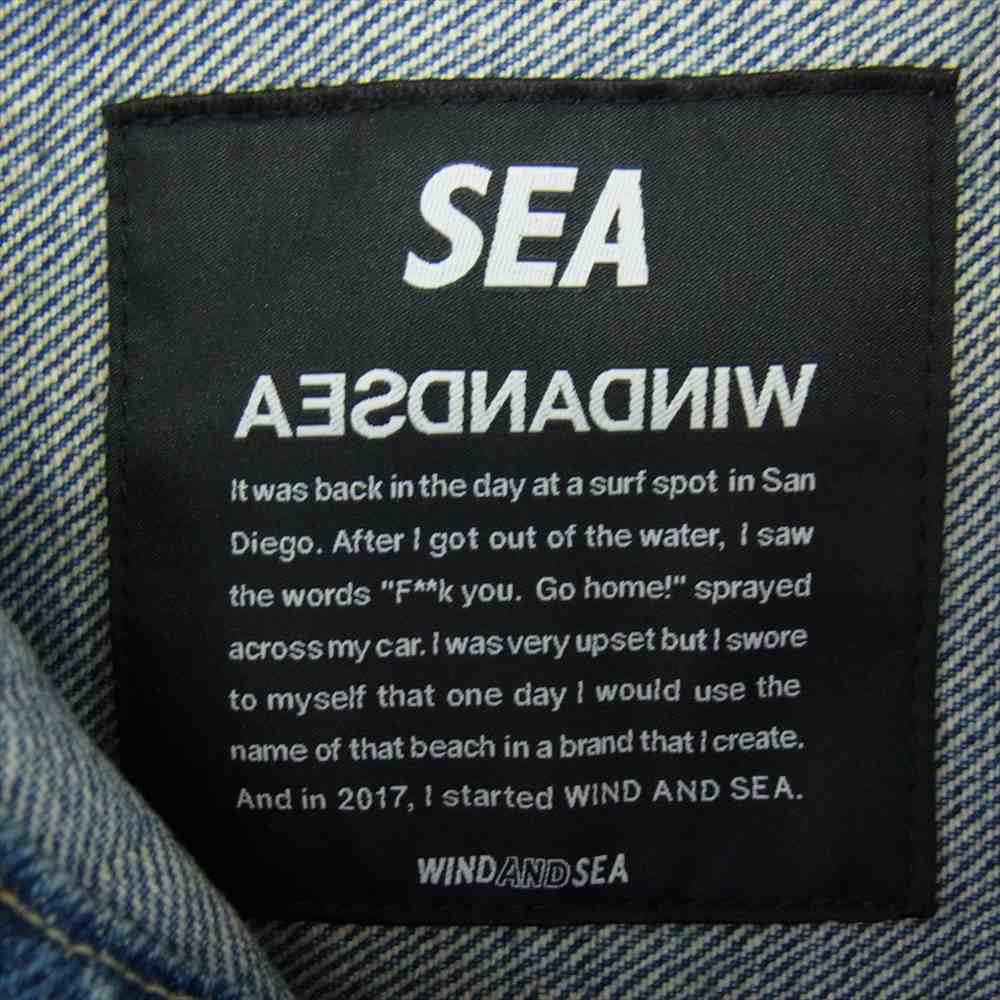 SEA
WINDANDSEA
It was back in the day at a surf spot in San
Diego. After I got out of the water, I saw
the words "F**k you. Go home!" sprayed
across my car. I was very upset but I swore
to myself that one day I would use the
name of that beach in a brand that I create.
And in 2017, I started WIND AND SEA.
WINDANDSEA